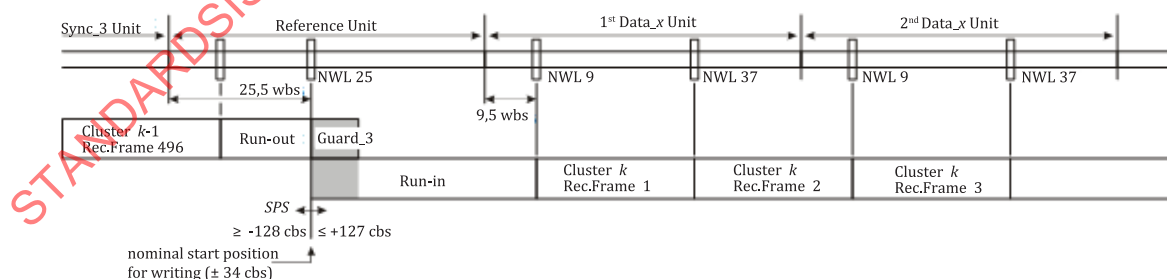 Sync_3 Unit
Reference Unit
1st Data_x Unit
2nd Data_x Unit
NWL 25
NWL 9
NWL 37
NWL 9
NWL 37
25,5 wbs
9,5 wbs
Cluster k-1
Rec.Frame 496
Run-out
Guard_3
Run-in
Cluster k
Rec.Frame 1
Cluster k
Rec.Frame 2
Cluster k
Rec.Frame 3
SPS
≥ -128 cbs
≤ +127 cbs
nominal start position
for writing (± 34 cbs)
STANDARDSIS